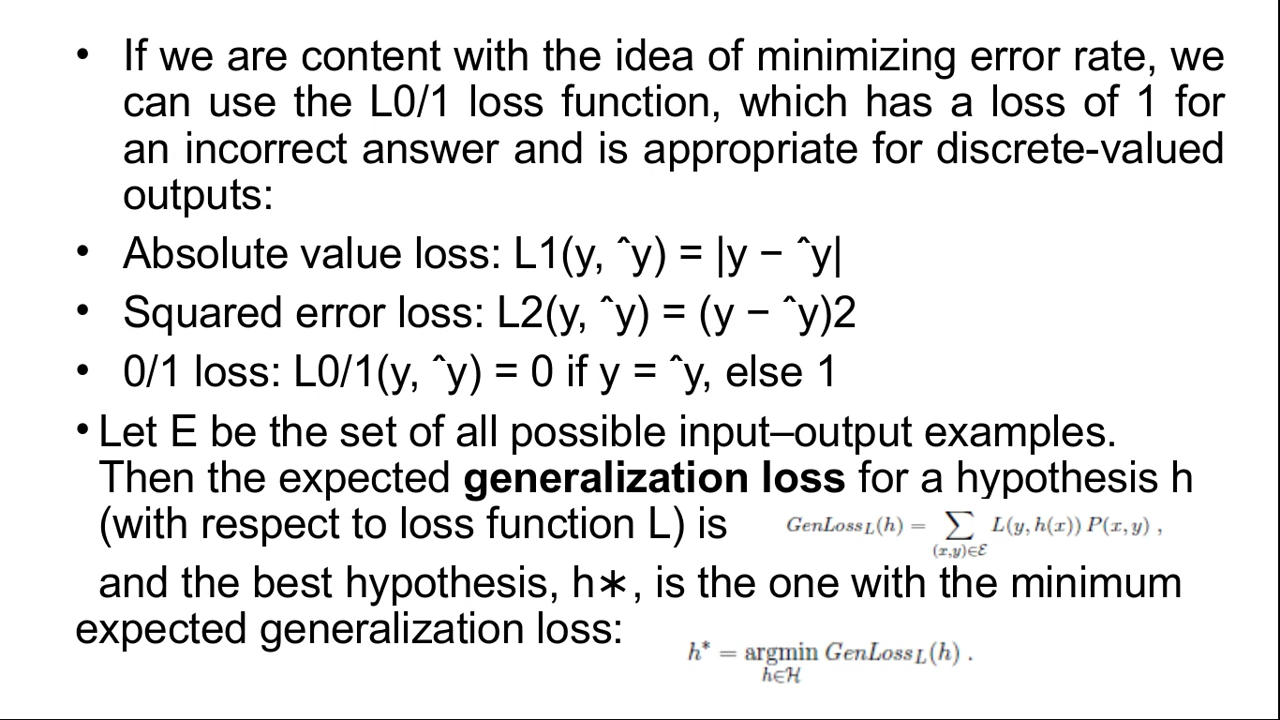 • If we are content with the idea of minimizing error rate, we
can use the L0/1 loss function, which has a loss of 1 for
an incorrect answer and is appropriate for discrete-valued
outputs:
• Absolute value loss: L1(y, ˆy) = |y − ˆy|
• Squared error loss: L2(y, ˆy) = (y − ˆy)2
• 0/1 loss: L0/1(y, ˆy) = 0 if y = ˆy, else 1
• Let E be the set of all possible input–output examples.
Then the expected generalization loss for a hypothesis h
(with respect to loss function L) is GenLoss_L(h) = ∑_{(x,y)∈ℰ} L(y, h(x)) P(x, y) ,
and the best hypothesis, h∗, is the one with the minimum
expected generalization loss:
h* = argmin_{h∈ℋ} GenLoss_L(h) .